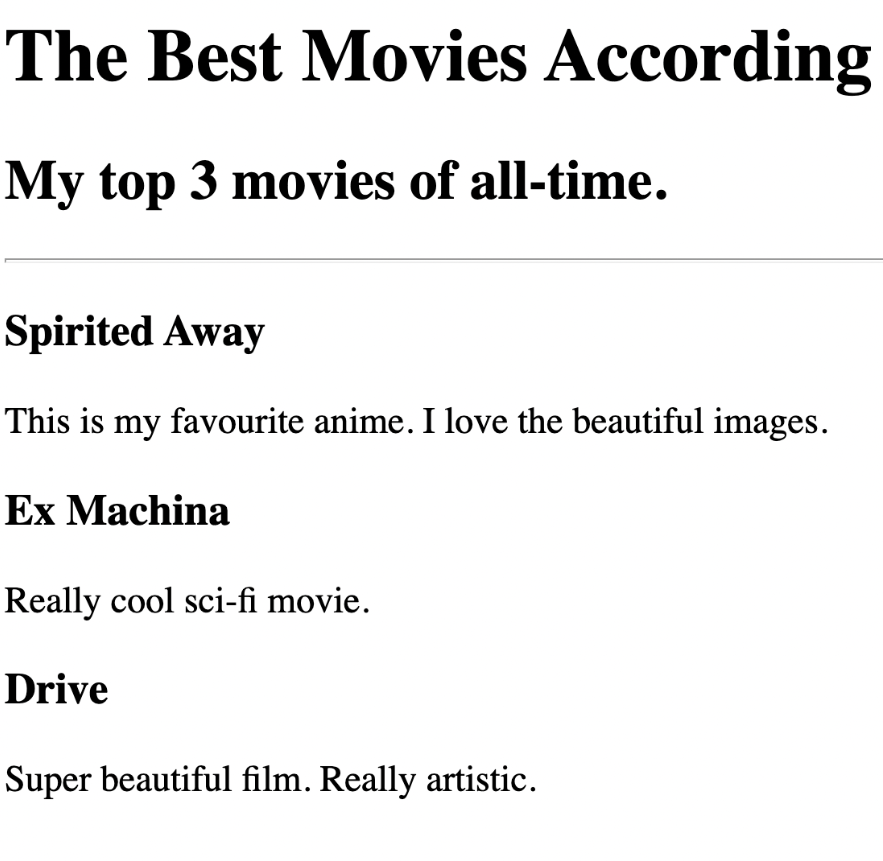 The Best Movies According
My top 3 movies of all-time.
Spirited Away
This is my favourite anime. I love the beautiful images.
Ex Machina
Really cool sci-fi movie.
Drive
Super beautiful film. Really artistic.